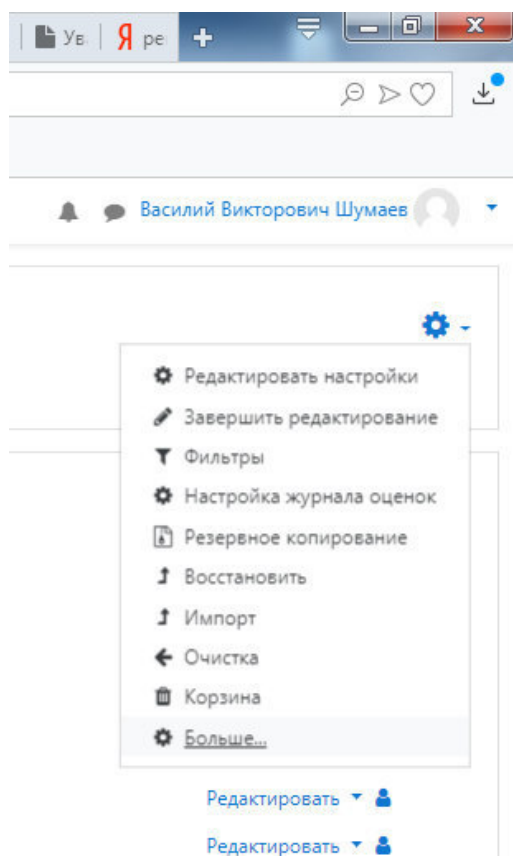 Ув. Я ре
Василий Викторович Шумаев
Редактировать настройки
Завершить редактирование
Фильтры
Настройка журнала оценок
Резервное копирование
Восстановить
Импорт
Очистка
Корзина
Больше...
Редактировать
Редактировать